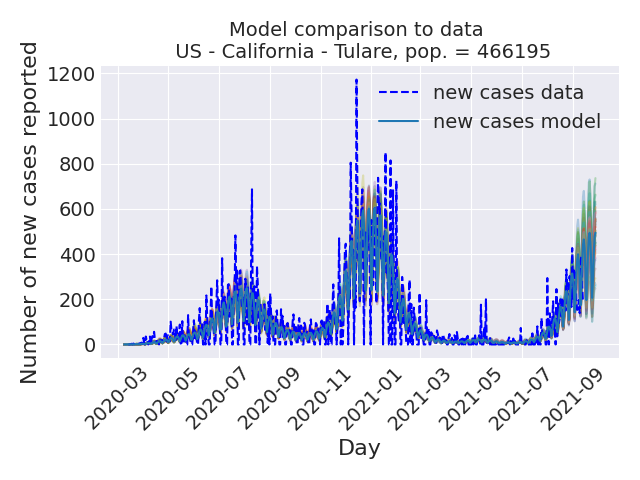 Model comparison to data
US - California - Tulare, pop. = 466195
Number of new cases reported
1200
1000
800
600
400
200
0
new cases data
new cases model
2020-03
2020-05
2020-07
2020-09
2020-11
2021-01
2021-03
2021-05
2021-07
2021-09
Day